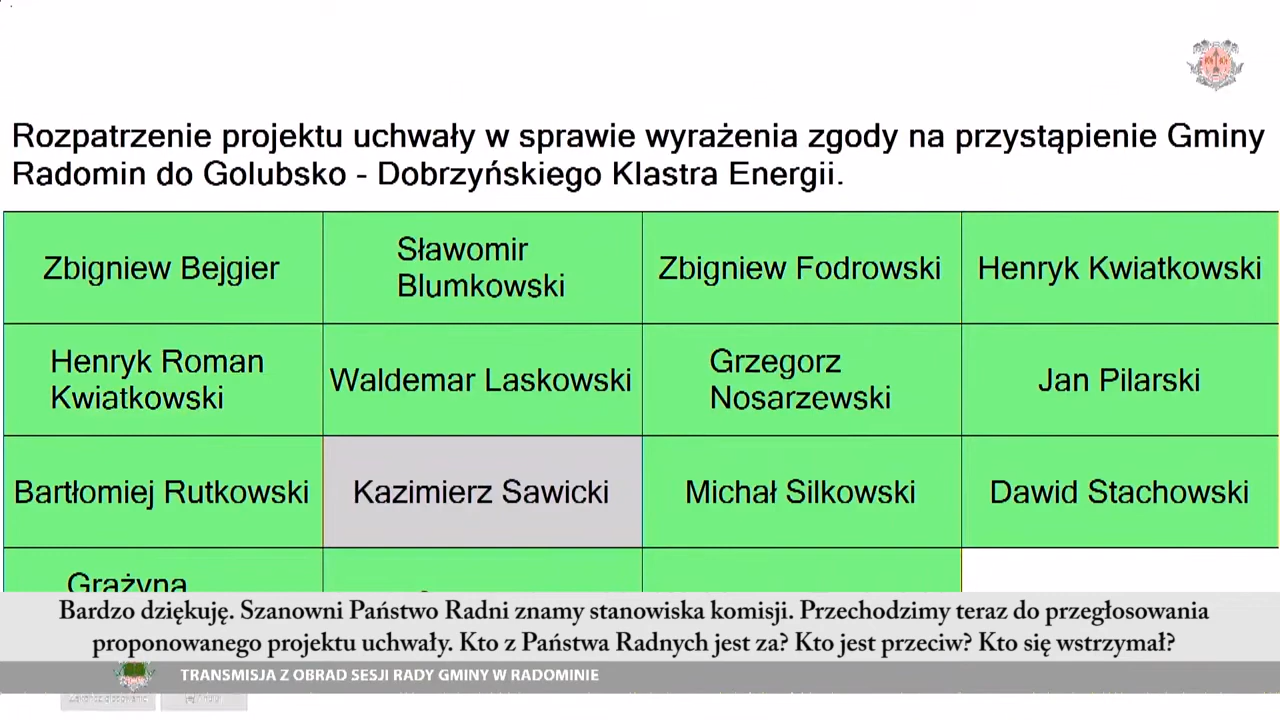 Rozpatrzenie projektu uchwały w sprawie wyrażenia zgody na przystąpienie Gminy
Radomin do Golubsko - Dobrzyńskiego Klastra Energii.
Zbigniew Bejgier
Sławomir
Blumkowski
Zbigniew Fodrowski
Henryk Kwiatkowski
Henryk Roman
Kwiatkowski
Waldemar Laskowski
Grzegorz
Nosarzewski
Jan Pilarski
Bartłomiej Rutkowski
Kazimierz Sawicki
Michał Silkowski
Dawid Stachowski
Grażyna
Bardzo dziękuję. Szanowni Państwo Radni znamy stanowiska komisji. Przechodzimy teraz do przegłosowania
proponowanego projektu uchwały. Kto z Państwa Radnych jest za? Kto jest przeciw? Kto się wstrzymał?
TRANSMISJA Z OBRAD SESJI RADY GMINY W RADOMINIE